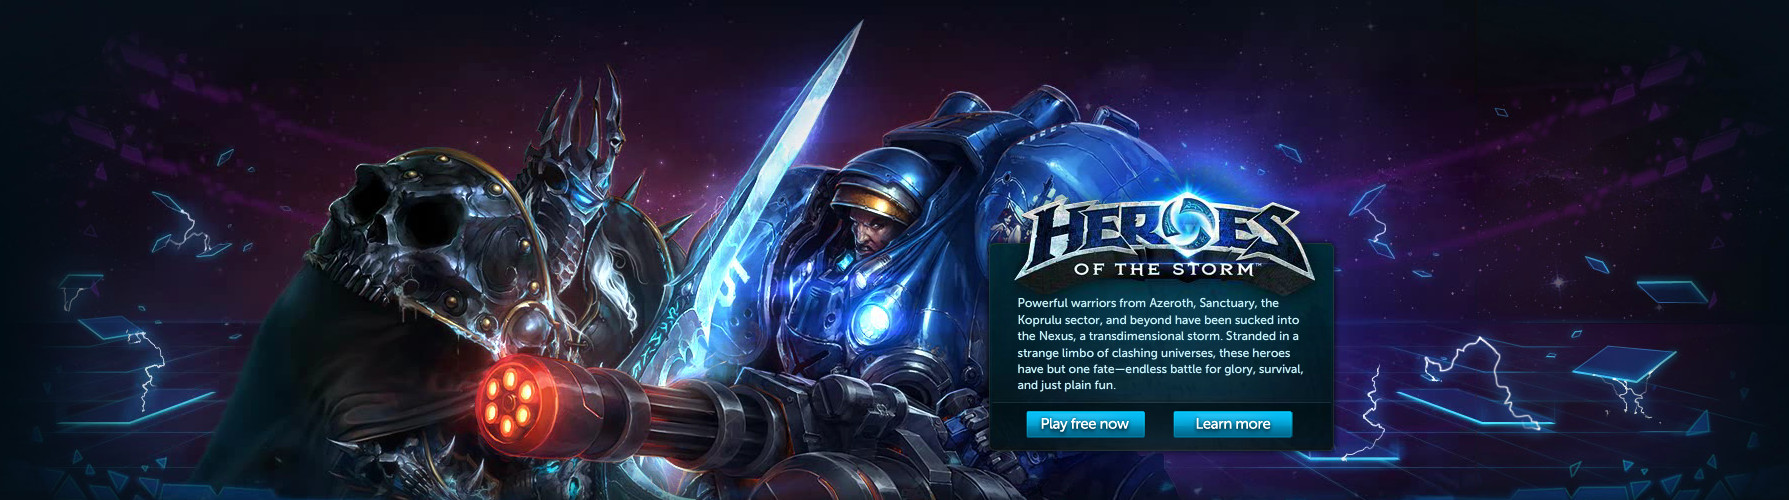 HEROES
OF THE STORM™
Powerful warriors from Azeroth, Sanctuary, the
Koprulu sector, and beyond have been sucked into
the Nexus, a transdimensional storm. Stranded in a
strange limbo of clashing universes, these heroes
have but one fate—endless battle for glory, survival,
and just plain fun.
Play free now
Learn more